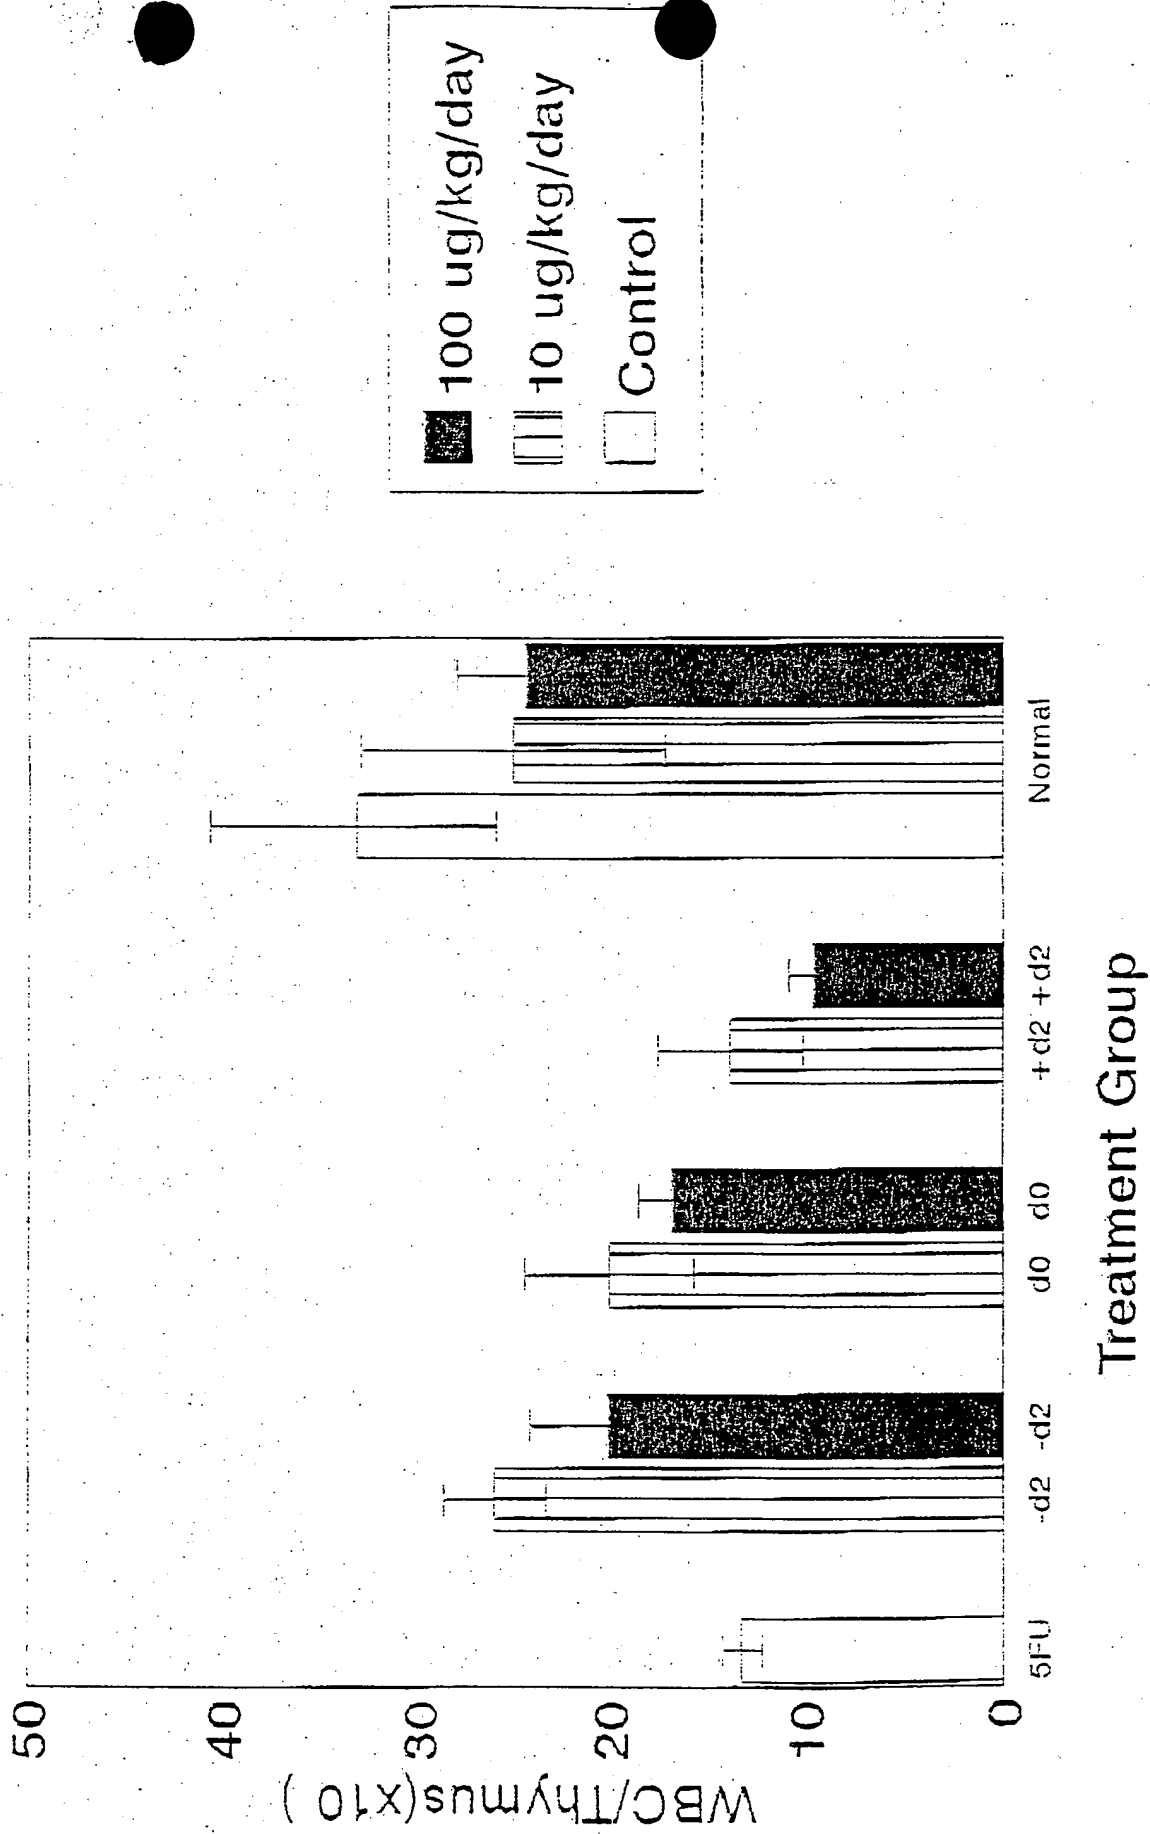 WBC/Thymus(x10 )
50
40
30
20
10
0
5FU
-d2
-d2
d0
d0
+d2
+d2
Normal
Treatment Group
100 ug/kg/day
10 ug/kg/day
Control